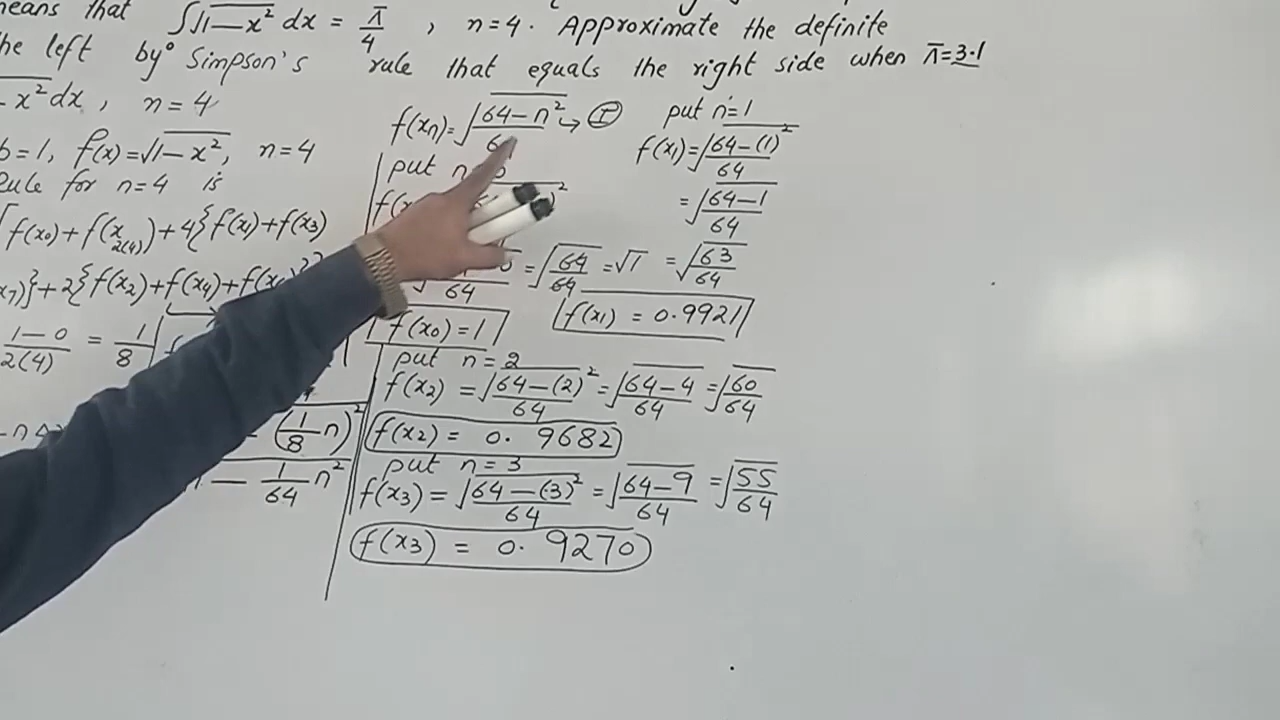 means that ∫√1-x² dx = π/4 , n=4. Approximate the definite
he left by Simpson's rule that equals the right side when π=3.1
x² dx, n=4
b=1, f(x)=√1-x², n=4
Rule for n=4 is
f(x₀)+f(x₂₍₄₎)+4{f(x₁)+f(x₃)
x₇)}+2{f(x₂)+f(x₄)+f(x
1-0/2(4) = 1/8
(1/8 n)²
- 1/64 n²
f(xn)=√64-n²/64 → I
put n
= √64/64 = √1
64
f(x₀)=1
put n=1
f(x₁)=√64-(1)²/64
=√64-1/64
=√63/64
f(x₁) = 0.9921
put n=2
f(x₂) = √64-(2)²/64 = √64-4/64 = √60/64
f(x₂) = 0.9682
put n=3
f(x₃) = √64-(3)²/64 = √64-9/64 = √55/64
f(x₃) = 0.9270